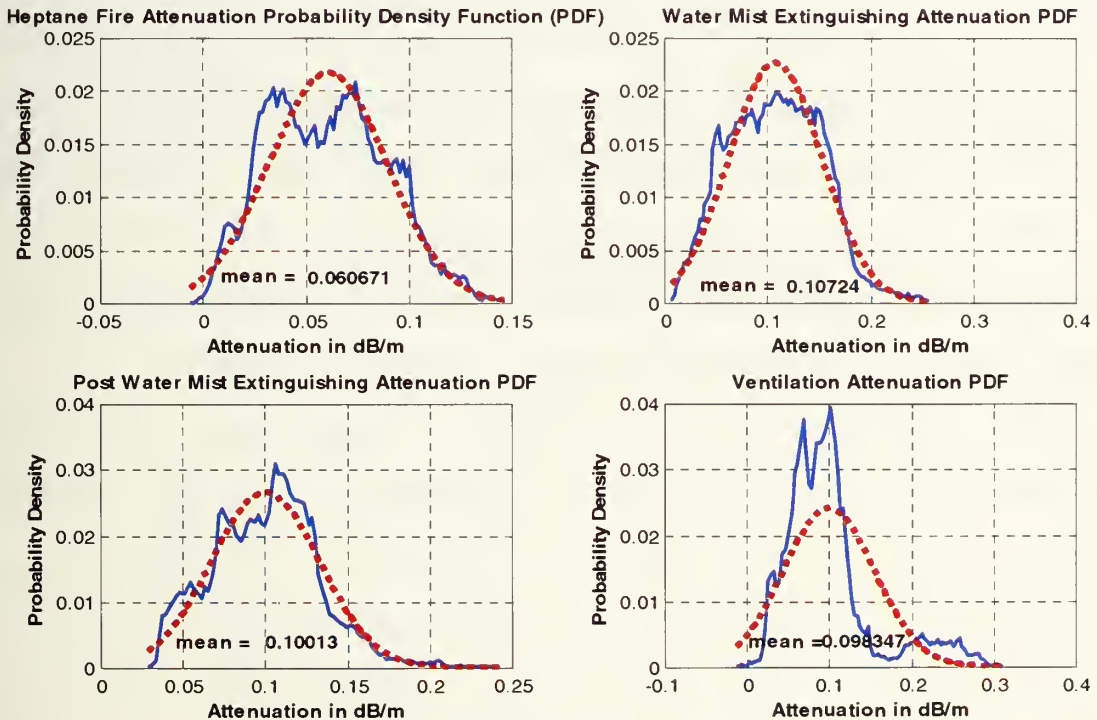 Heptane Fire Attenuation Probability Density Function (PDF)
0.025
0.02
0.015
0.01
0.005
0
Probability Density
mean = 0.060671
-0.05
0
0.05
0.1
0.15
Attenuation in dB/m
Water Mist Extinguishing Attenuation PDF
0.025
0.02
0.015
0.01
0.005
0
Probability Density
mean = 0.10724
0
0.1
0.2
0.3
0.4
Attenuation in dB/m
Post Water Mist Extinguishing Attenuation PDF
0.04
0.03
0.02
0.01
0
Probability Density
mean = 0.10013
0
0.05
0.1
0.15
0.2
0.25
Attenuation in dB/m
Ventilation Attenuation PDF
0.04
0.03
0.02
0.01
0
Probability Density
mean =0.098347
-0.1
0
0.1
0.2
0.3
0.4
Attenuation in dB/m